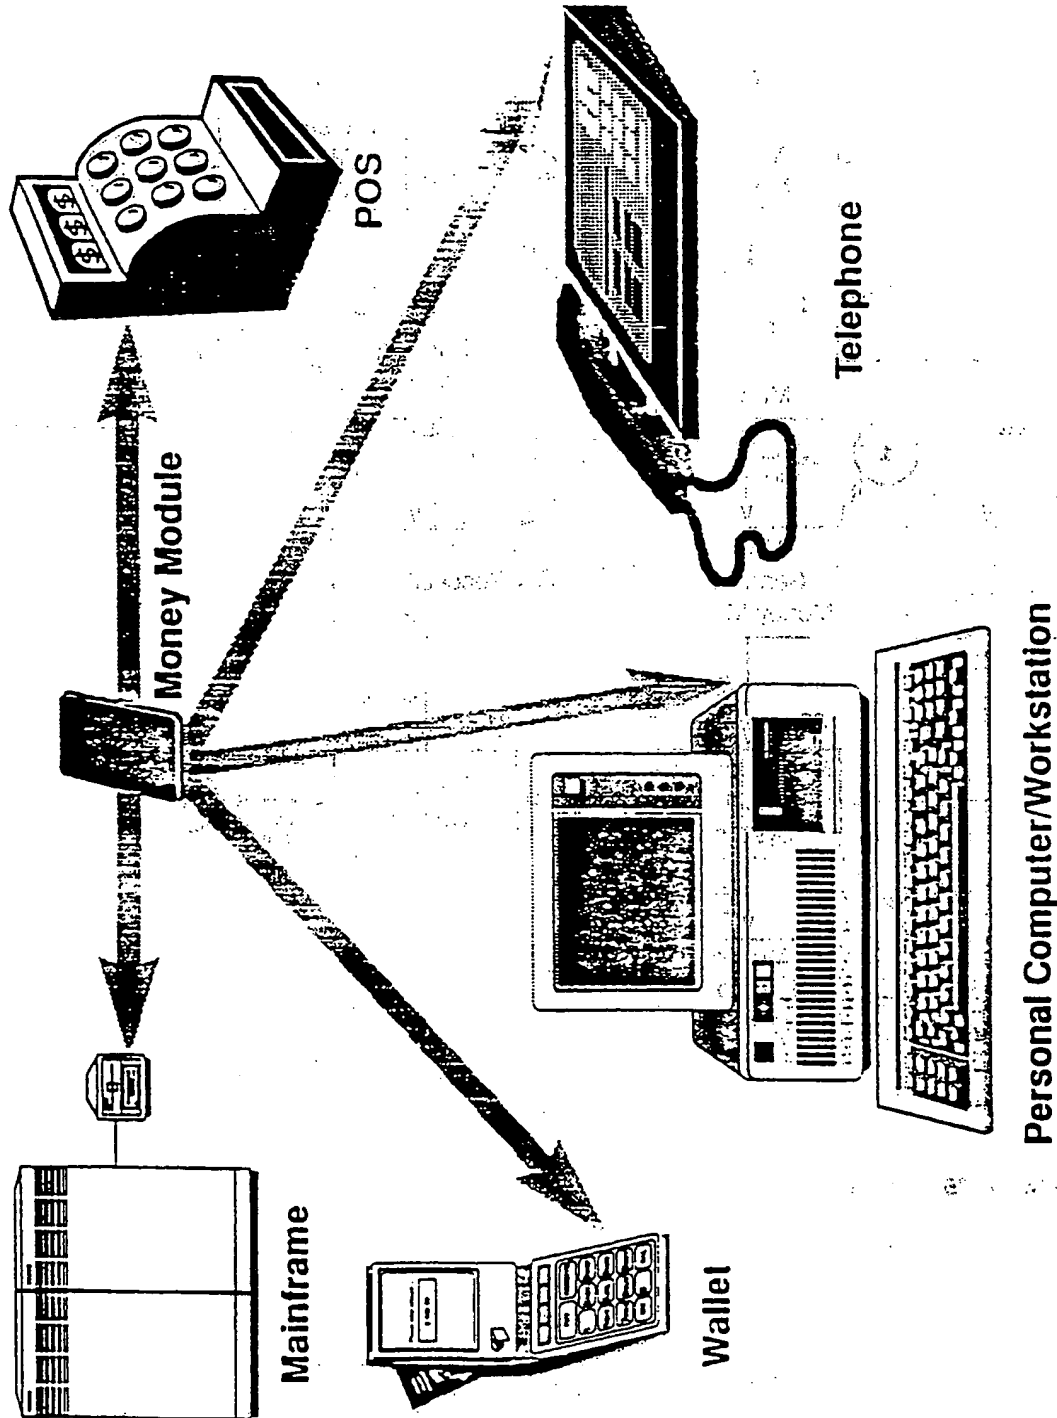 Mainframe
Money Module
POS
$ $ $
Wallet
Personal Computer/Workstation
Telephone